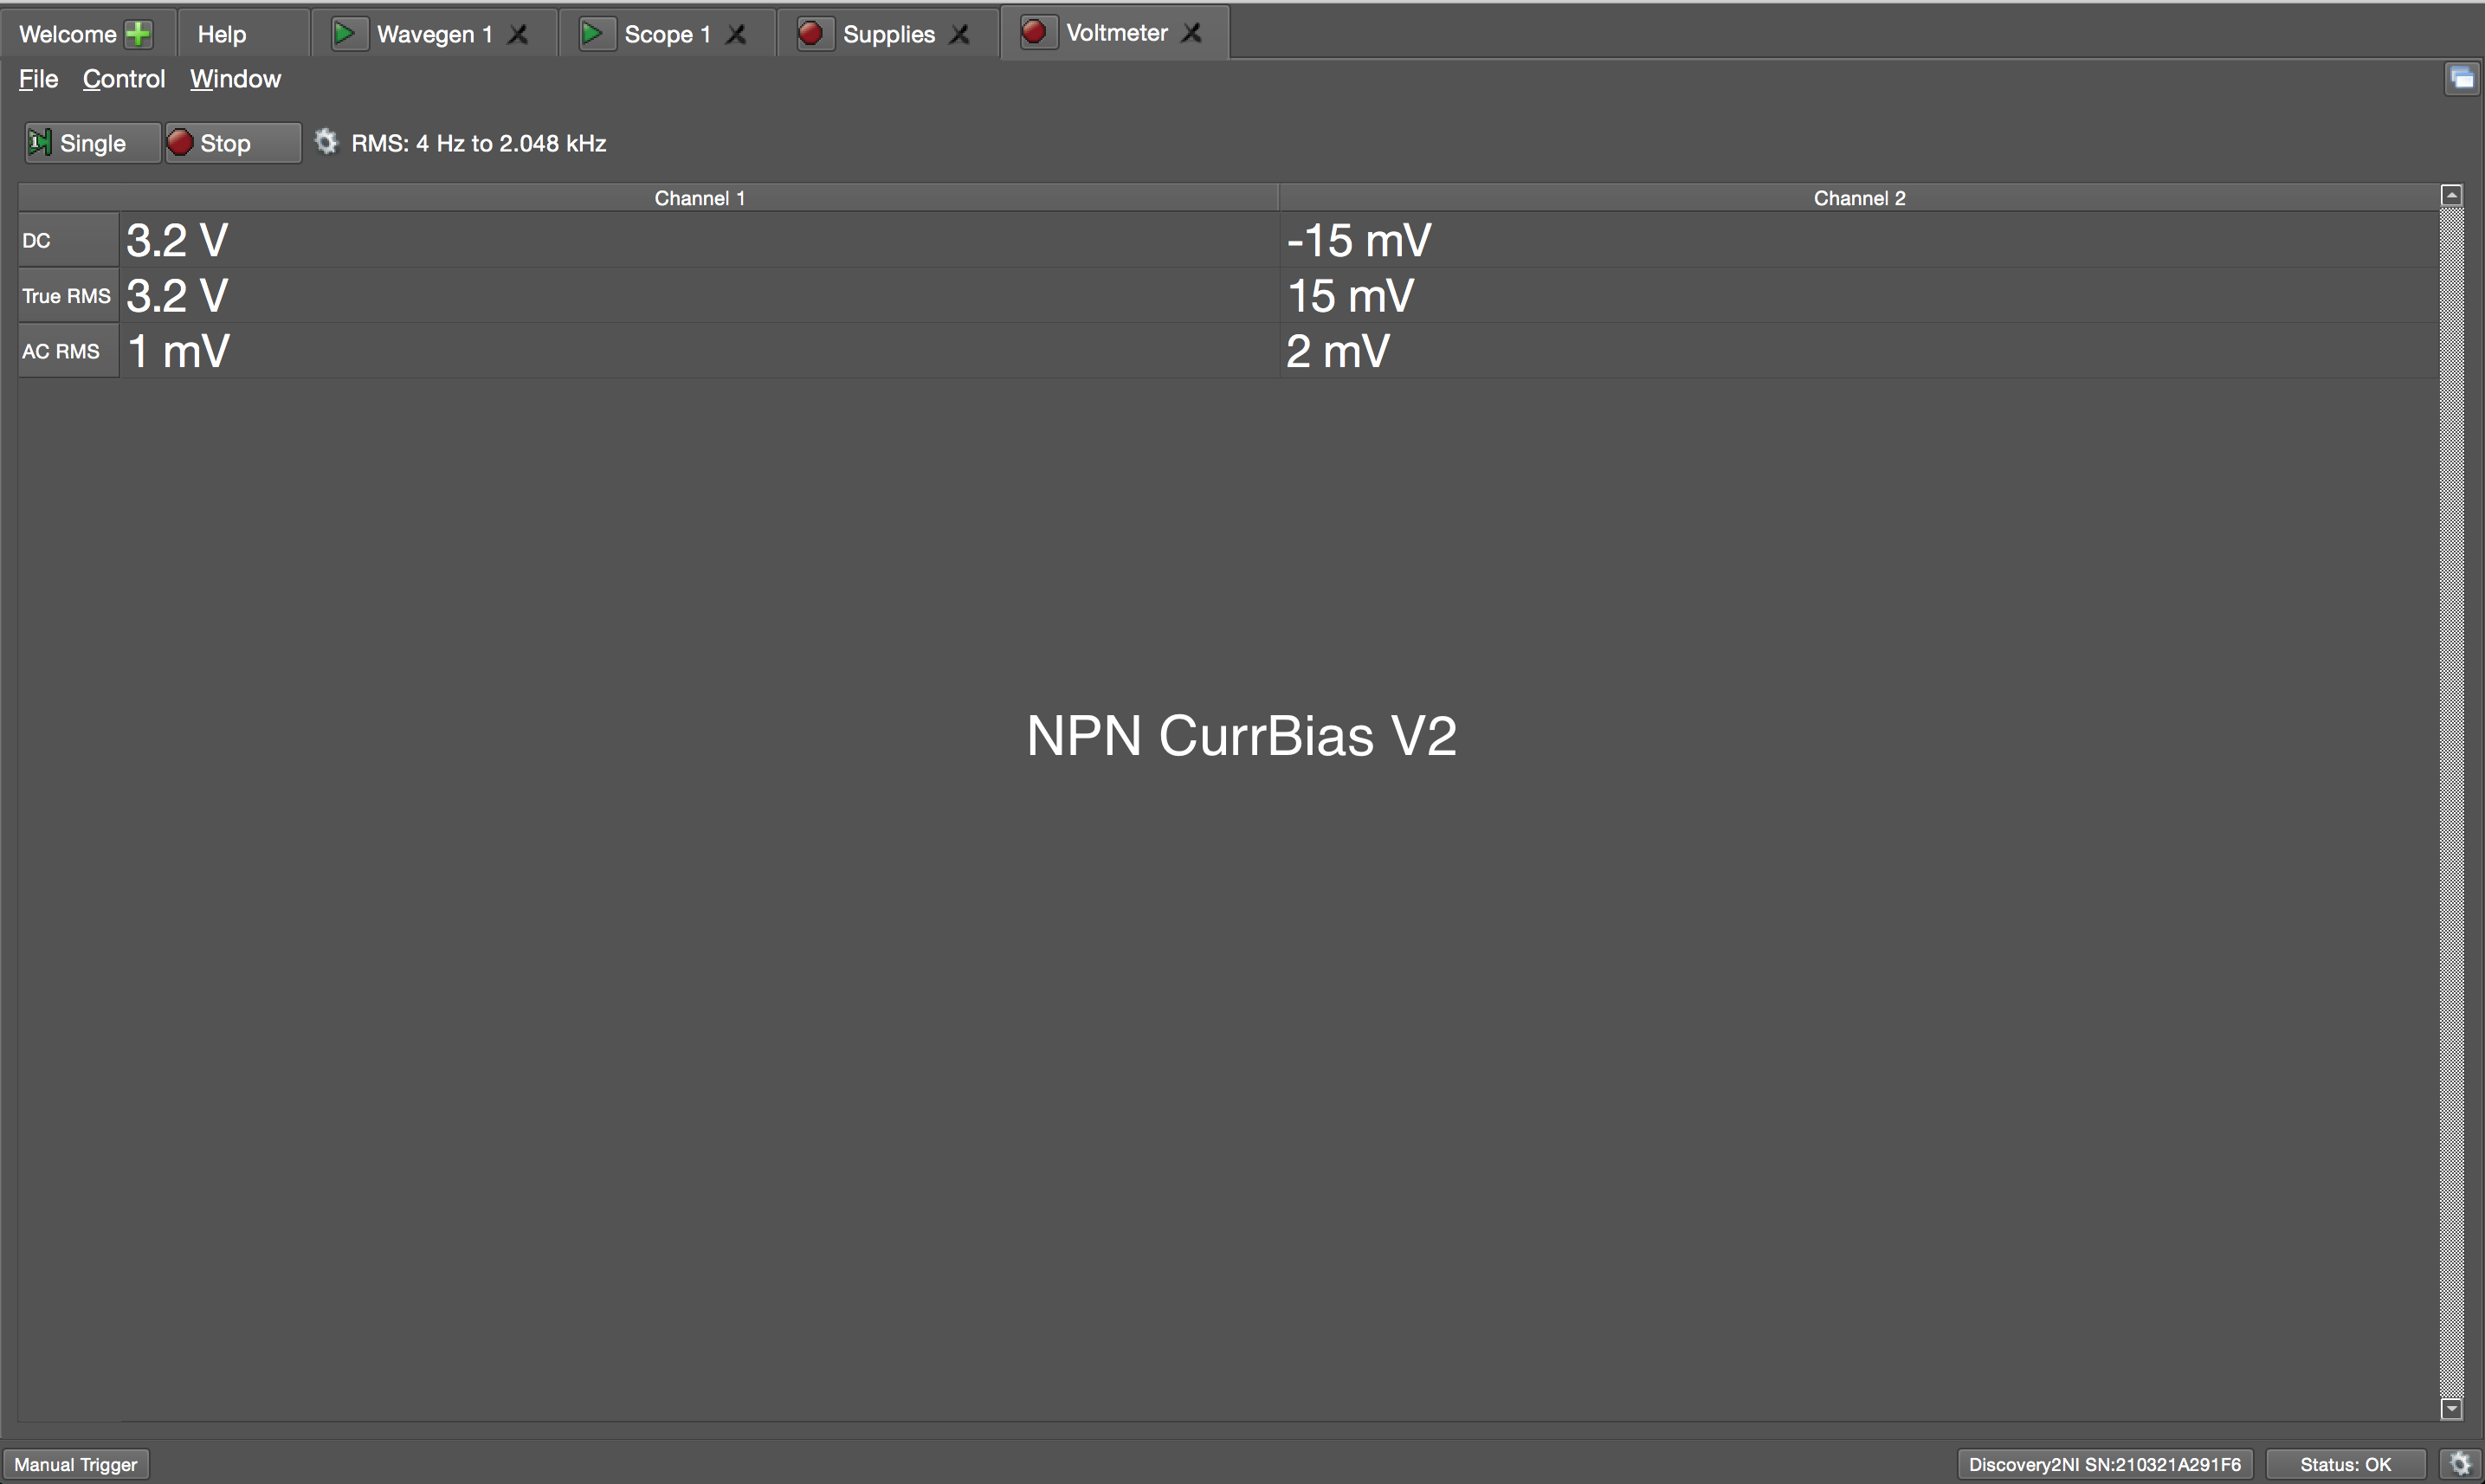 Welcome Help Wavegen 1 Scope 1 Supplies Voltmeter
File Control Window
Single Stop RMS: 4 Hz to 2.048 kHz
Channel 1 Channel 2
DC 3.2 V -15 mV
True RMS 3.2 V 15 mV
AC RMS 1 mV 2 mV
NPN CurrBias V2
Manual Trigger Discovery2NI SN:210321A291F6 Status: OK